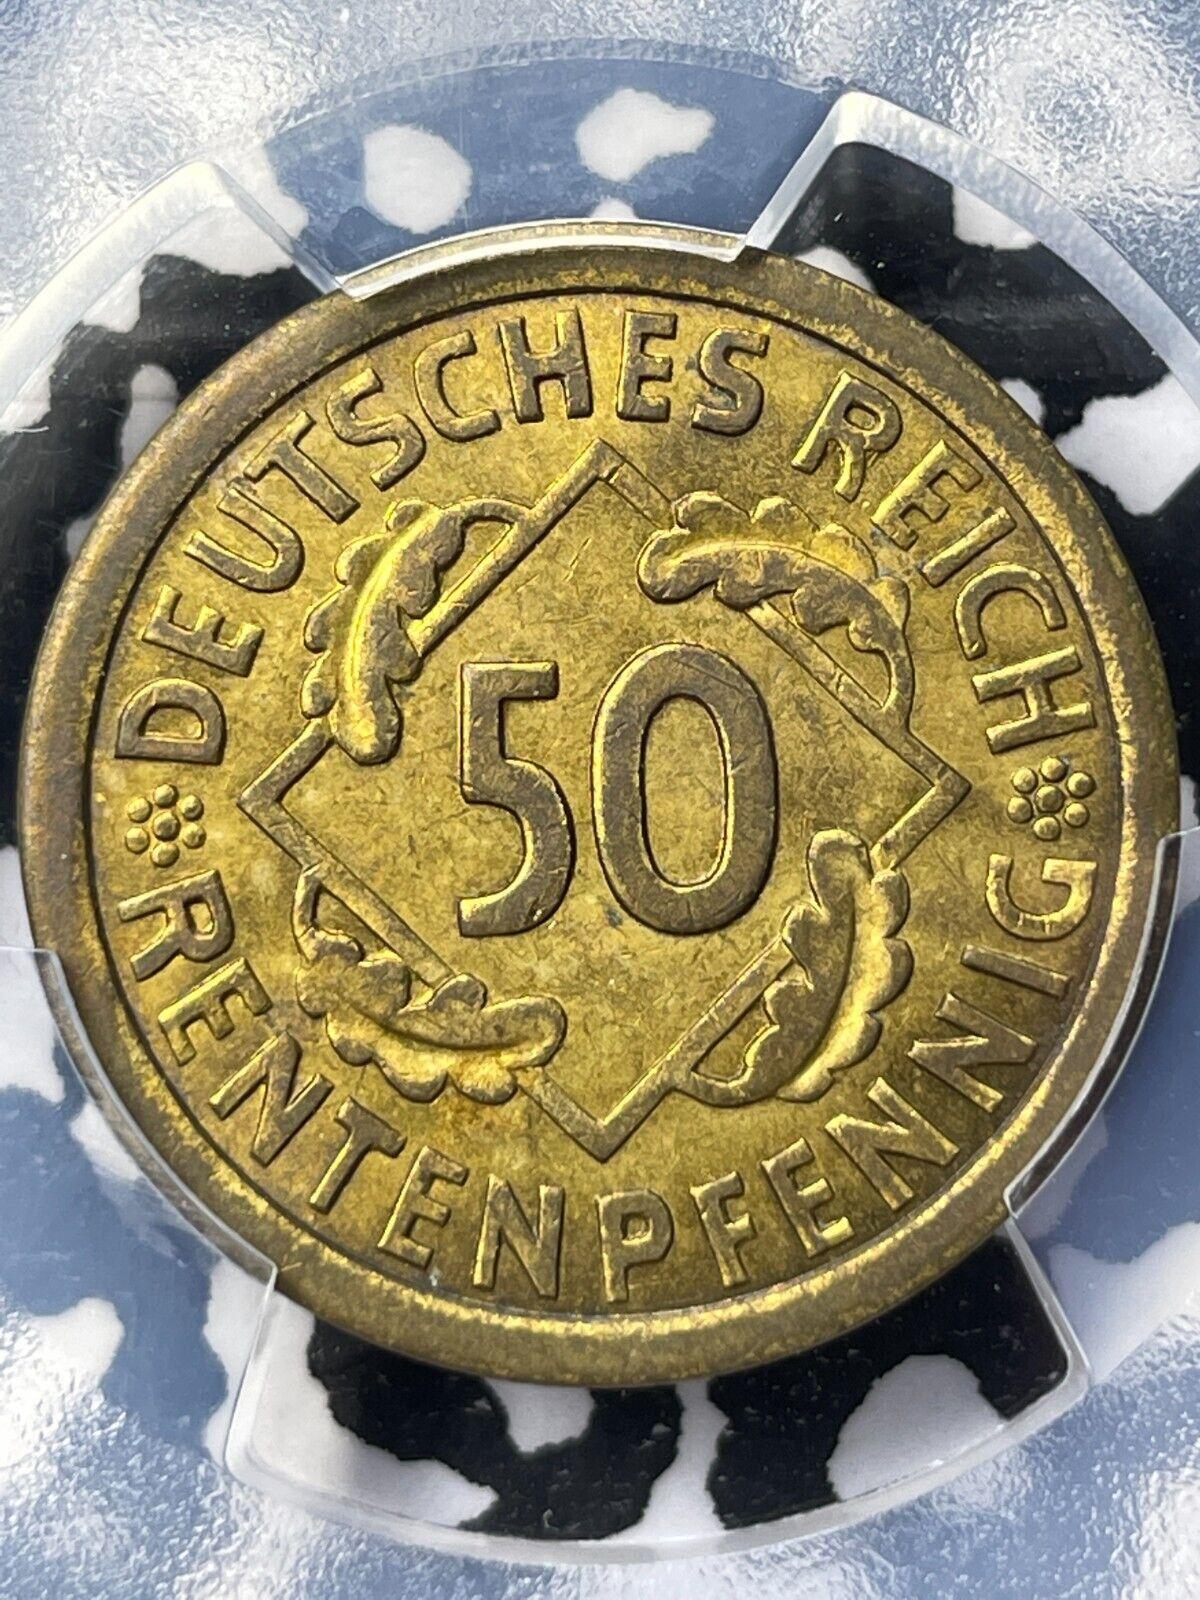 DEUTSCHES REICH
50
RENTENPFENNIG